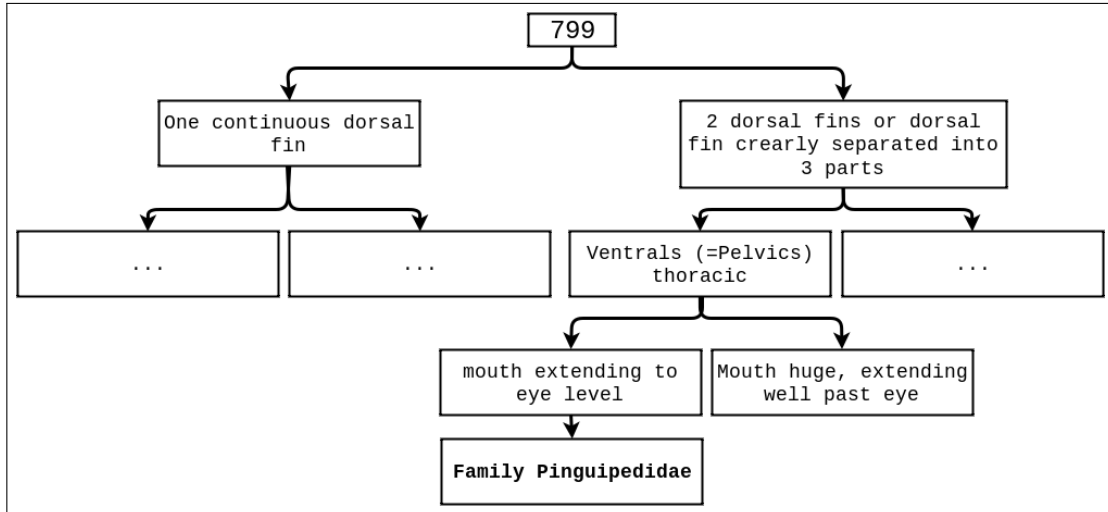 799
One continuous dorsal
fin
2 dorsal fins or dorsal
fin crearly separated into
3 parts
...
...
Ventrals (=Pelvics)
thoracic
...
mouth extending to
eye level
Mouth huge, extending
well past eye
Family Pinguipedidae